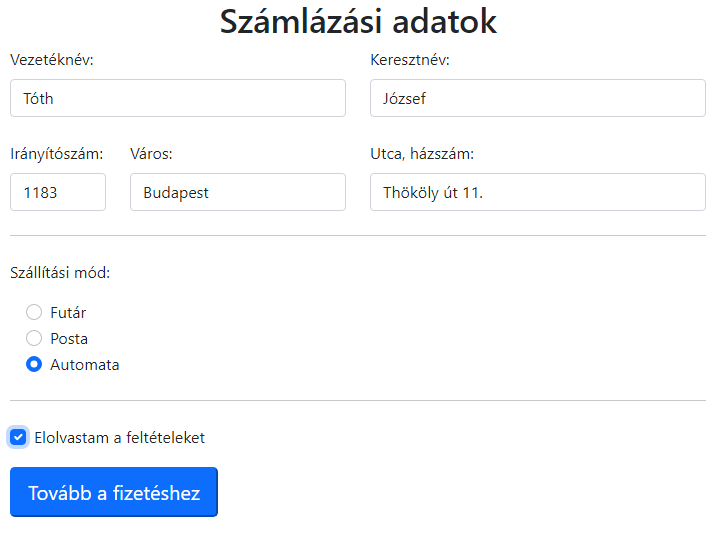 Számlázási adatok
Vezetéknév: Keresztnév:
Tóth József
Irányítószám: Város: Utca, házszám:
1183 Budapest Thököly út 11.
Szállítási mód:
Futár
Posta
Automata
Elolvastam a feltételeket
Tovább a fizetéshez